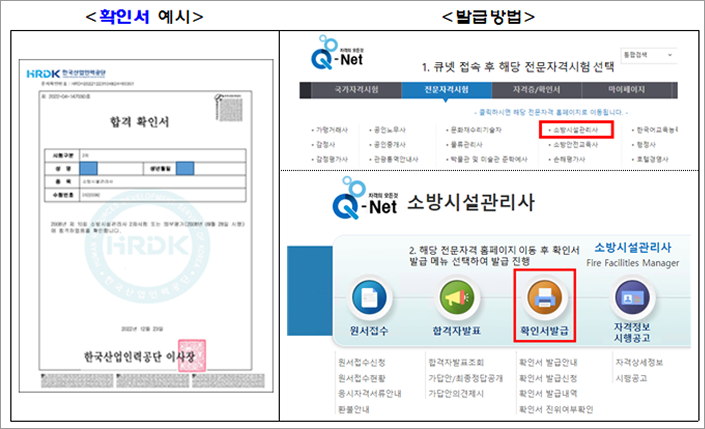 <확인서 예시>
<발급방법>
HRDK 한국산업인력공단
합격 확인서
시험구분
성 명
생년월일
종 목
수험번호
HRDK
2022년 12월 23일
한국산업인력공단 이사장
자격의 모든것
Q-Net
통합검색
1. 큐넷 접속 후 해당 전문자격시험 선택
국가자격시험 전문자격시험 자격증/확인서 마이페이지
- 클릭하시면 해당 전문자격 홈페이지로 이동됩니다. -
· 가맹거래사 · 공인노무사 · 문화재수리기술자 · 소방시설관리사 · 한국어교육능
· 감정사 · 공인중개사 · 물류관리사 · 소방안전교육사 · 행정사
· 감정평가사 · 관광통역안내사 · 박물관 및 미술관 준학예사 · 손해평가사 · 호텔경영사
자격의 모든것
Q-Net 소방시설관리사
2. 해당 전문자격 홈페이지 이동 후 확인서
발급 메뉴 선택하여 발급 진행
소방시설관리사
Fire Facilities Manager
원서접수
합격자발표
확인서발급
자격정보
시행공고
원서접수신청 합격자발표조회 확인서 발급안내 자격상세정보
원서접수현황 가답안/최종정답공개 확인서 발급신청 시행공고
응시자격서류안내 가답안의견제시 확인서 발급내역
환불안내 확인서 진위여부확인